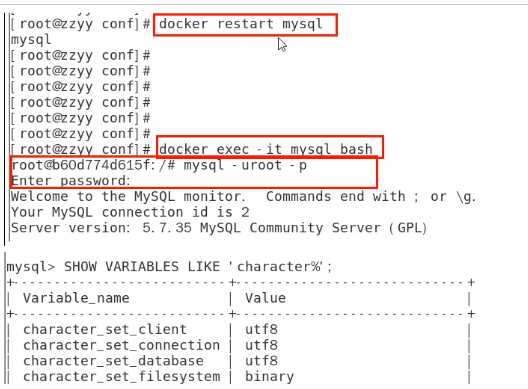 [root@zzyy conf]# docker restart mysql
mysql
[root@zzyy conf]#
[root@zzyy conf]#
[root@zzyy conf]#
[root@zzyy conf]#
[root@zzyy conf]#
[root@zzyy conf]#
[root@zzyy conf]# docker exec -it mysql bash
root@b60d774d615f:/# mysql -uroot -p
Enter password:
Welcome to the MySQL monitor.  Commands end with ; or \g.
Your MySQL connection id is 2
Server version: 5.7.35 MySQL Community Server (GPL)
mysql> SHOW VARIABLES LIKE 'character%';
+--------------------------+----------------------------+
| Variable_name | Value |
+--------------------------+----------------------------+
| character_set_client | utf8 |
| character_set_connection | utf8 |
| character_set_database | utf8 |
| character_set_filesystem | binary |